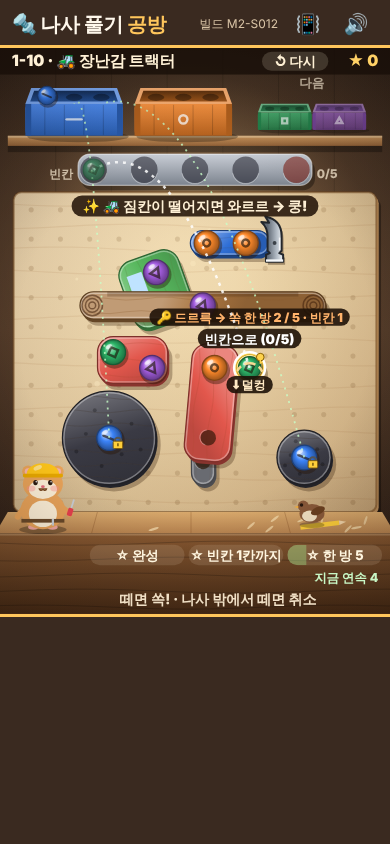 나사 풀기 공방
빌드 M2-S012
1-10 · 장난감 트랙터
다시
★ 0
다음
빈칸
0/5
짐칸이 떨어지면 와르르 → 쿵!
드르륵 → 쏙 한 방 2 / 5 · 빈칸 1
빈칸으로 (0/5)
⬇덜컹
☆ 완성
☆ 빈칸 1칸까지
☆ 한 방 5
지금 연속 4
떼면 쏙! · 나사 밖에서 떼면 취소